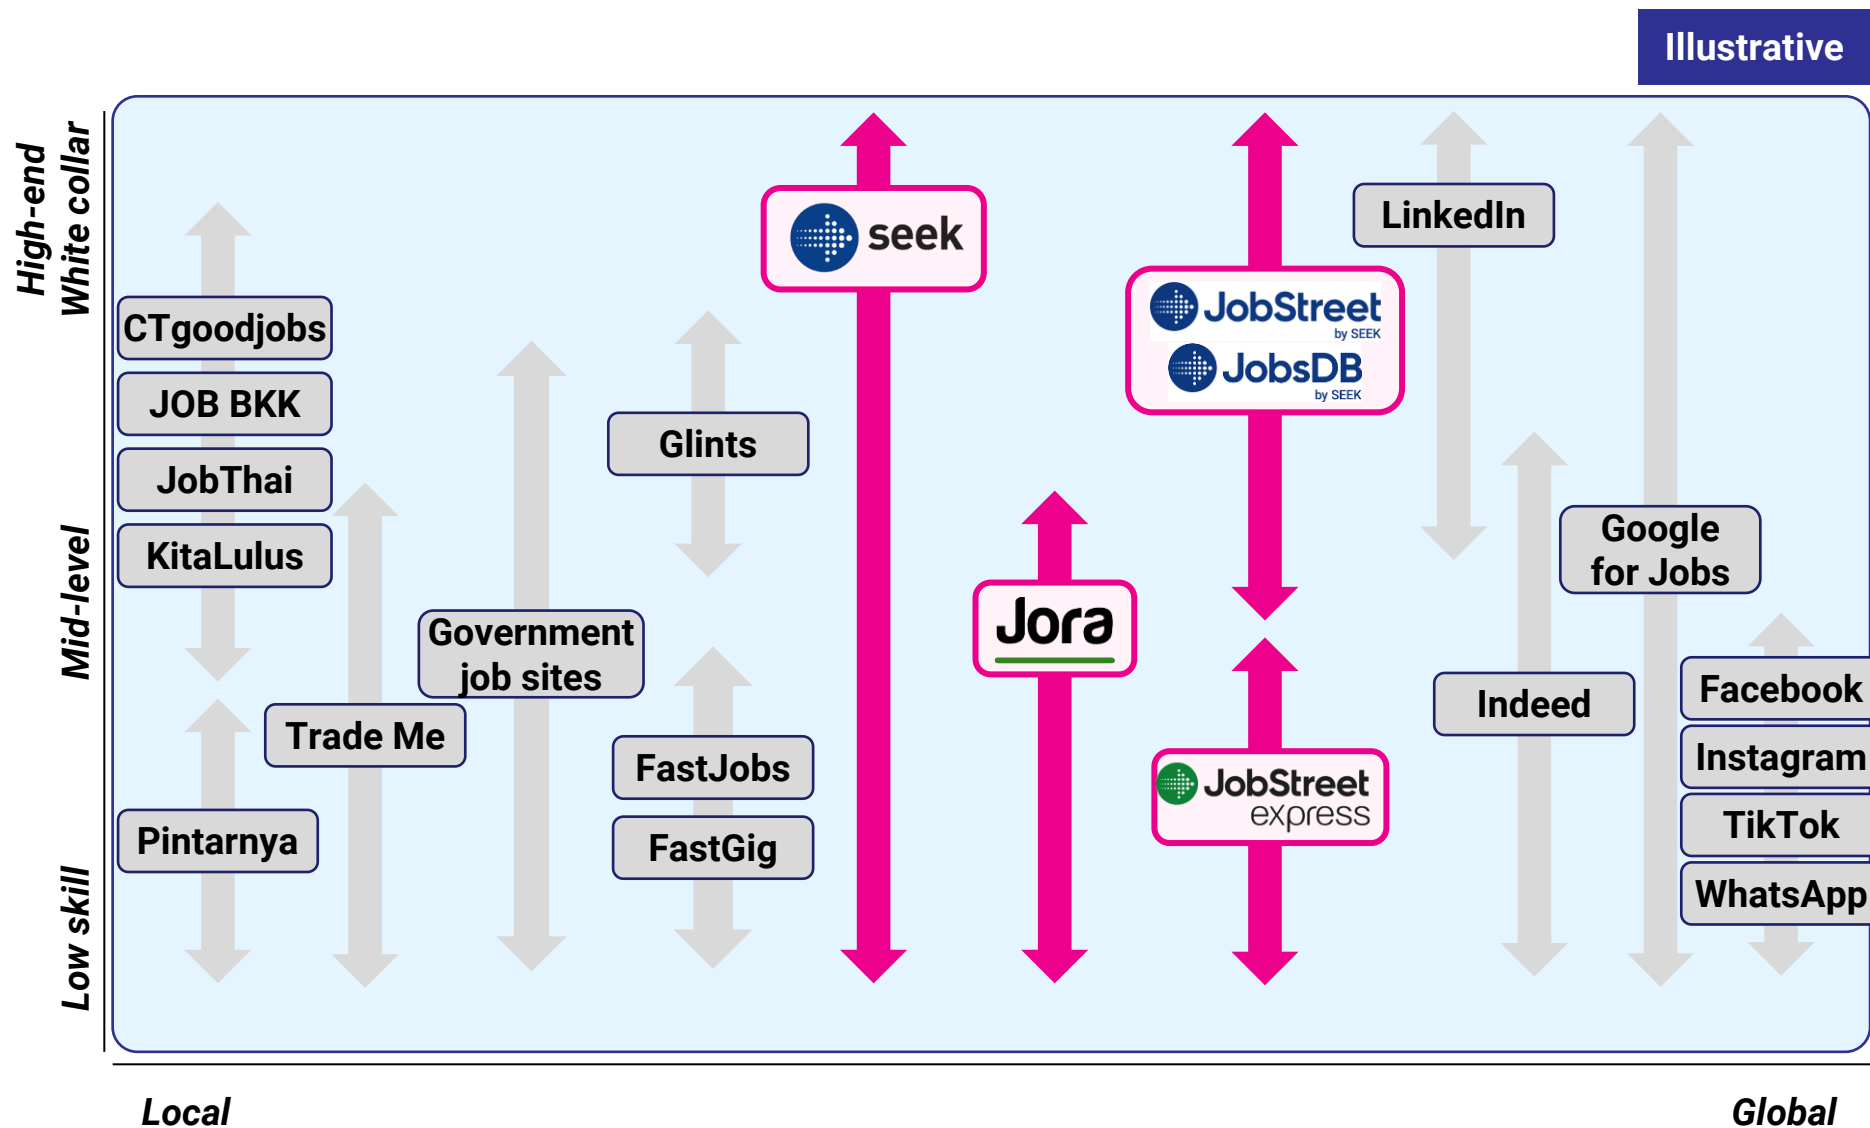 Illustrative
High-end
White collar
Mid-level
Low skill
CTgoodjobs
JOB BKK
JobThai
KitaLulus
Pintarnya
Trade Me
Government
job sites
Glints
FastJobs
FastGig
seek
Jora
JobStreet
by SEEK
JobsDB
by SEEK
JobStreet
express
LinkedIn
Indeed
Google
for Jobs
Facebook
Instagram
TikTok
WhatsApp
Local
Global